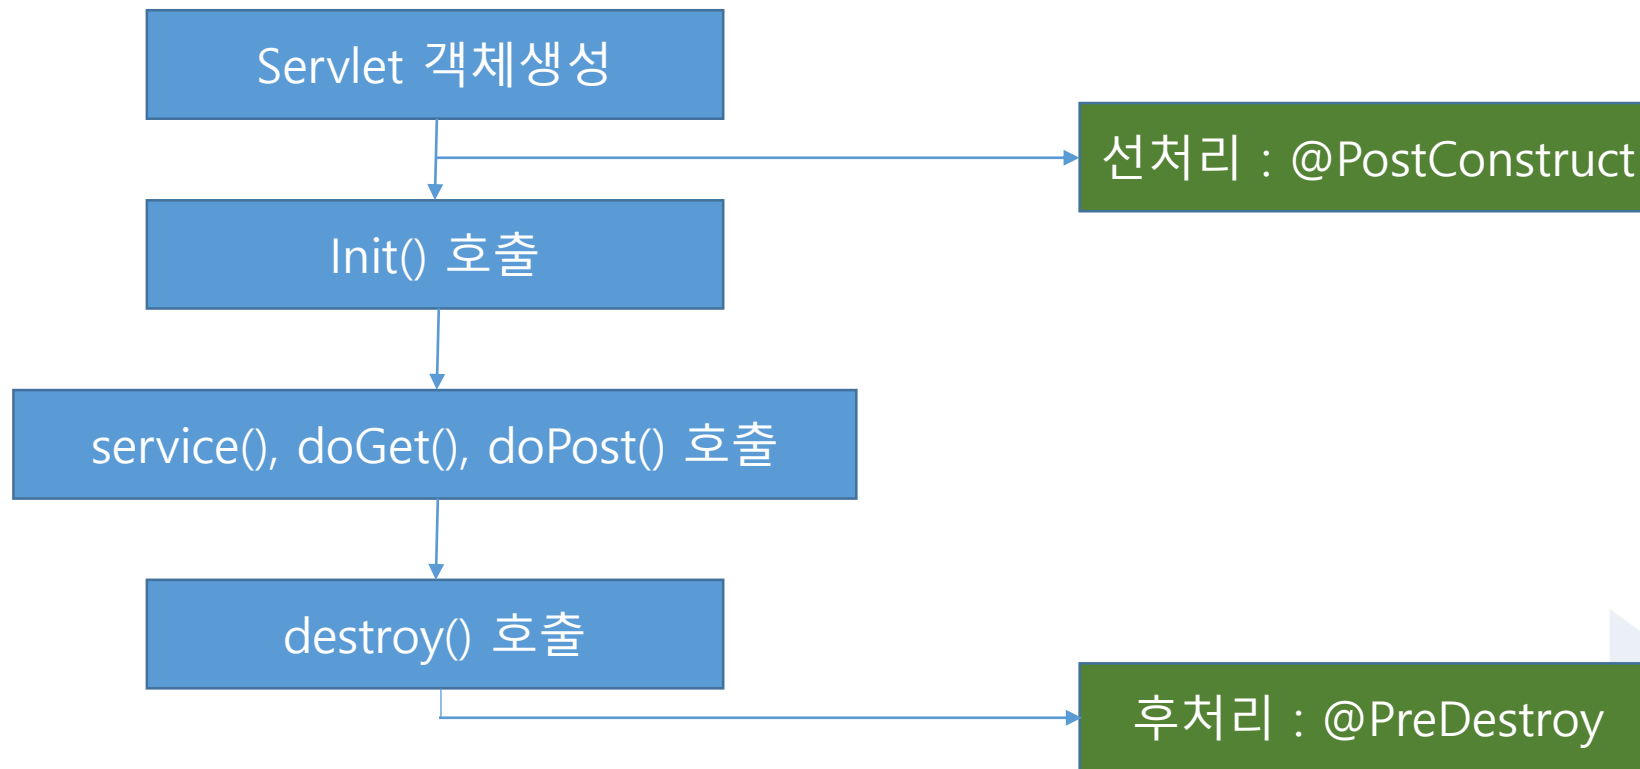 Servlet 객체생성
선처리 : @PostConstruct
Init() 호출
service(), doGet(), doPost() 호출
destroy() 호출
후처리 : @PreDestroy